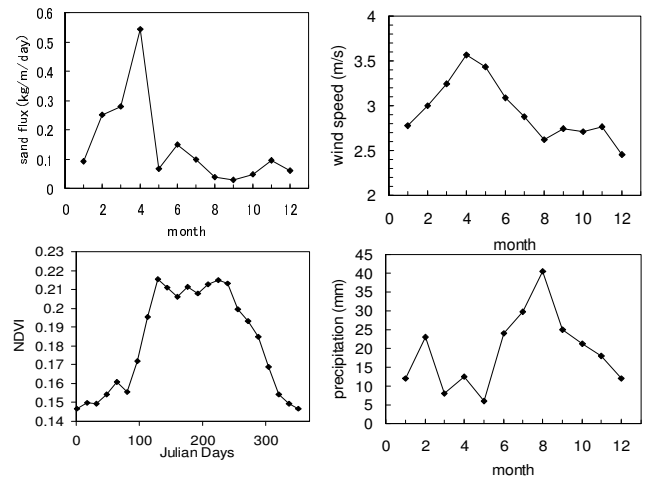 0.6
0.5
0.4
0.3
0.2
0.1
0
sand flux (kg/m/day)
0 2 4 6 8 10 12
month
4
3.5
3
2.5
2
wind speed (m/s)
0 2 4 6 8 10 12
month
0.23
0.22
0.21
0.2
0.19
0.18
0.17
0.16
0.15
0.14
NDVI
0 100 200 300
Julian Days
45
40
35
30
25
20
15
10
5
0
precipitation (mm)
0 2 4 6 8 10 12
month